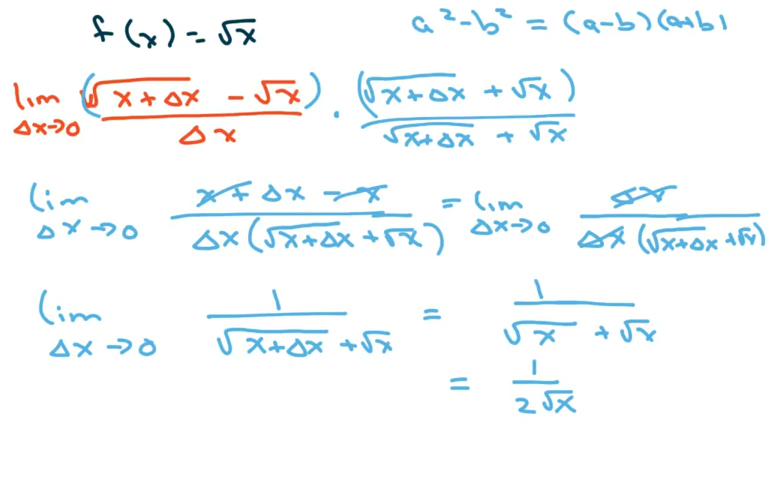 f(x) = √x
a² - b² = (a-b)(a+b)
lim Δx→0 (√x+Δx - √x) / Δx · (√x+Δx + √x) / √x+Δx + √x
lim Δx→0 x + Δx - x / Δx(√x+Δx + √x) = lim Δx→0 Δx / Δx(√x+Δx + √x)
lim Δx→0 1 / √x+Δx + √x = 1 / √x + √x
= 1 / 2√x